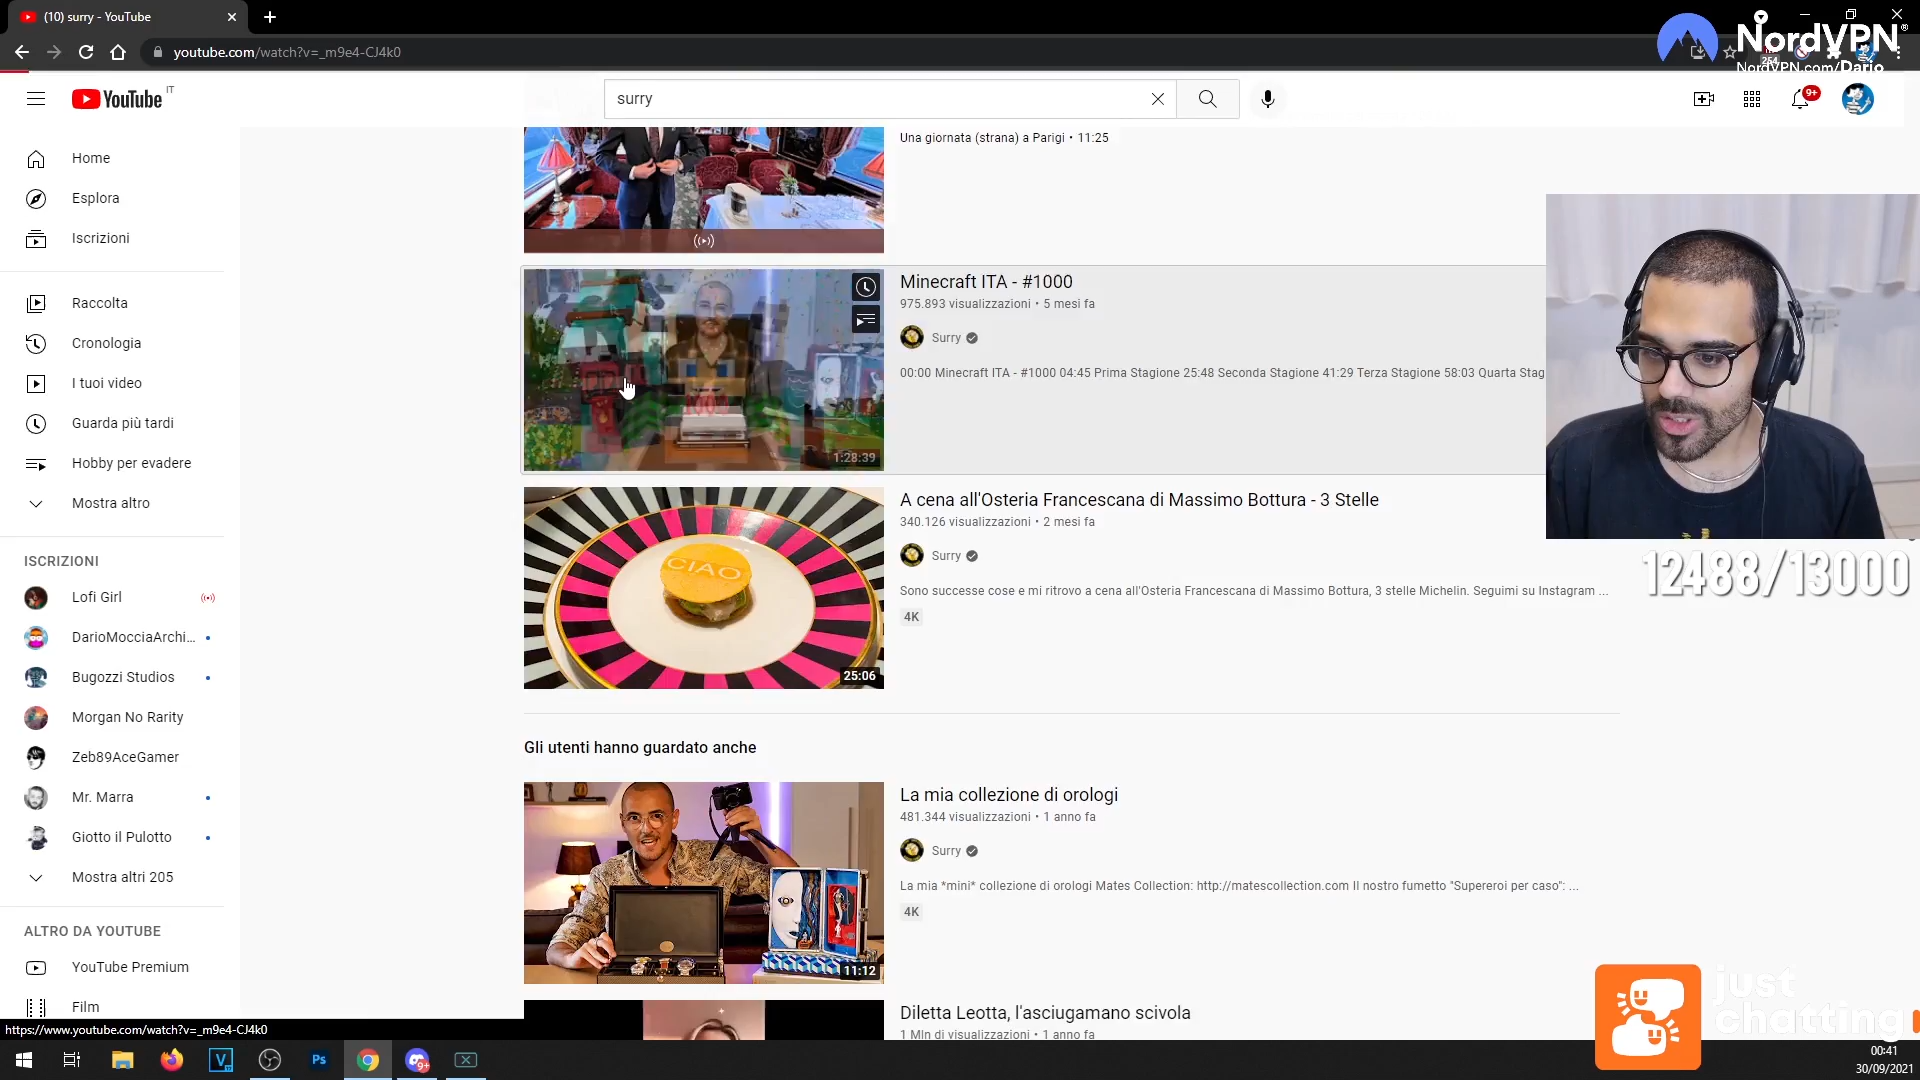 (10) surry - YouTube
youtube.com/watch?v=_m9e4-CJ4k0
NordVPN®
NordVPN.com/Dario
254
YouTube IT
surry
9+
Home
Esplora
Iscrizioni
Raccolta
Cronologia
I tuoi video
Guarda più tardi
Hobby per evadere
Mostra altro
ISCRIZIONI
Lofi Girl
DarioMocciaArchi...
Bugozzi Studios
Morgan No Rarity
Zeb89AceGamer
Mr. Marra
Giotto il Pulotto
Mostra altri 205
ALTRO DA YOUTUBE
YouTube Premium
Film
Una giornata (strana) a Parigi • 11:25
Minecraft ITA - #1000
975.893 visualizzazioni • 5 mesi fa
Surry
00:00 Minecraft ITA - #1000 04:45 Prima Stagione 25:48 Seconda Stagione 41:29 Terza Stagione 58:03 Quarta Stag
1:28:39
A cena all'Osteria Francescana di Massimo Bottura - 3 Stelle
340.126 visualizzazioni • 2 mesi fa
Surry
Sono successe cose e mi ritrovo a cena all'Osteria Francescana di Massimo Bottura, 3 stelle Michelin. Seguimi su Instagram ...
4K
CIAO
25:06
12488/13000
Gli utenti hanno guardato anche
La mia collezione di orologi
481.344 visualizzazioni • 1 anno fa
Surry
La mia *mini* collezione di orologi Mates Collection: http://matescollection.com Il nostro fumetto "Supereroi per caso": ...
4K
11:12
Diletta Leotta, l'asciugamano scivola
1 Mln di visualizzazioni • 1 anno fa
just
chatting
https://www.youtube.com/watch?v=_m9e4-CJ4k0
V
Ps
9+
00:41
30/09/2021